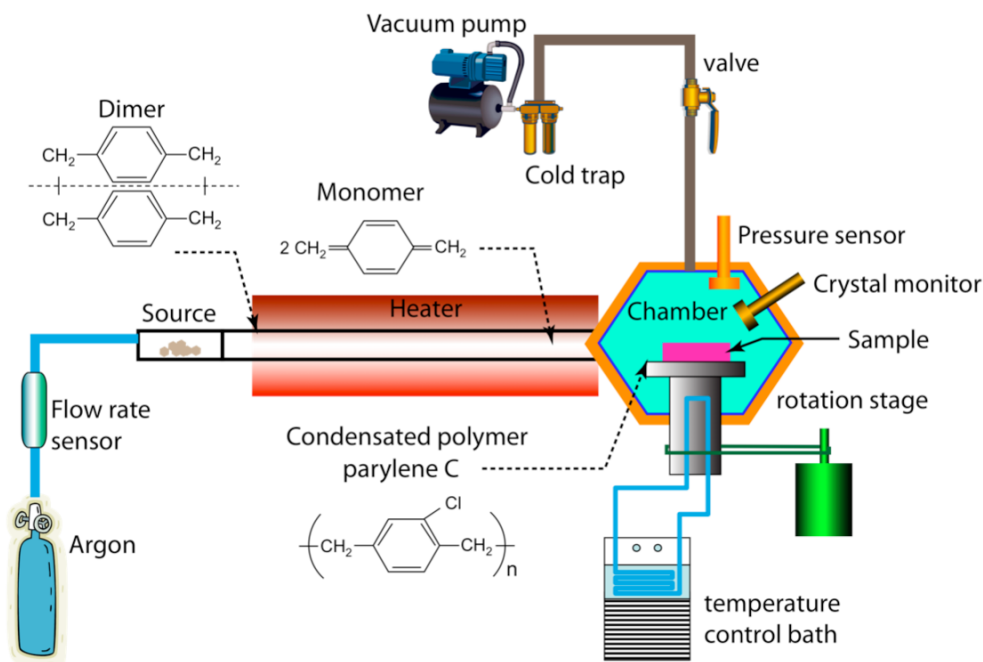 Vacuum pump
valve
Dimer
CH2
CH2
CH2
CH2
Cold trap
Monomer
2 CH2
CH2
Pressure sensor
Crystal monitor
Source
Heater
Chamber
Sample
Flow rate
sensor
rotation stage
Condensated polymer
parylene C
Cl
CH2
CH2
n
Argon
temperature
control bath